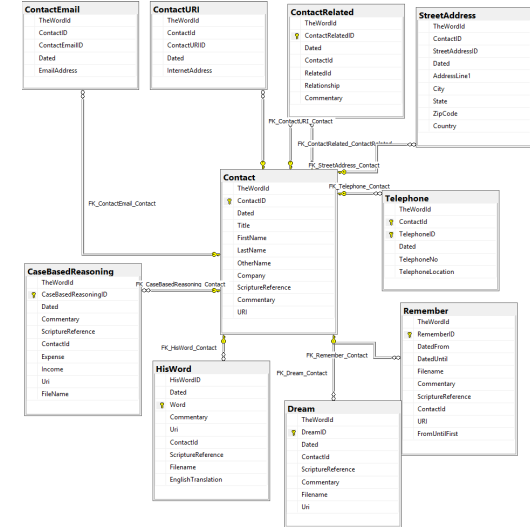 ContactEmail
TheWordId
ContactID
ContactEmailID
Dated
EmailAddress
ContactURI
TheWordId
ContactId
ContactURIID
Dated
InternetAddress
ContactRelated
TheWordId
ContactRelatedID
Dated
ContactId
RelatedId
Relationship
Commentary
StreetAddress
TheWordId
ContactID
StreetAddressID
Dated
AddressLine1
City
State
ZipCode
Country
FK_ContactURI_Contact
FK_StreetAddress_Contact
FK_Telephone_Contact
FK_ContactEmail_Contact
Contact
TheWordId
ContactID
Dated
Title
FirstName
LastName
OtherName
Company
ScriptureReference
Commentary
URI
Telephone
TheWordId
ContactId
TelephoneID
Dated
TelephoneNo
TelephoneLocation
CaseBasedReasoning
TheWordId
CaseBasedReasoningID
Dated
Commentary
ScriptureReference
ContactId
Expense
Income
Uri
FileName
FK_CaseBasedReasoning_Contact
Remember
TheWordId
RememberID
DatedFrom
DatedUntil
Filename
Commentary
ScriptureReference
ContactId
URI
FromUntilFirst
FK_HisWord_Contact
FK_Remember_Contact
FK_Dream_Contact
HisWord
HisWordID
Dated
Word
Commentary
Uri
ContactId
ScriptureReference
Filename
EnglishTranslation
Dream
TheWordId
DreamID
Dated
ContactId
ScriptureReference
Commentary
Filename
Uri